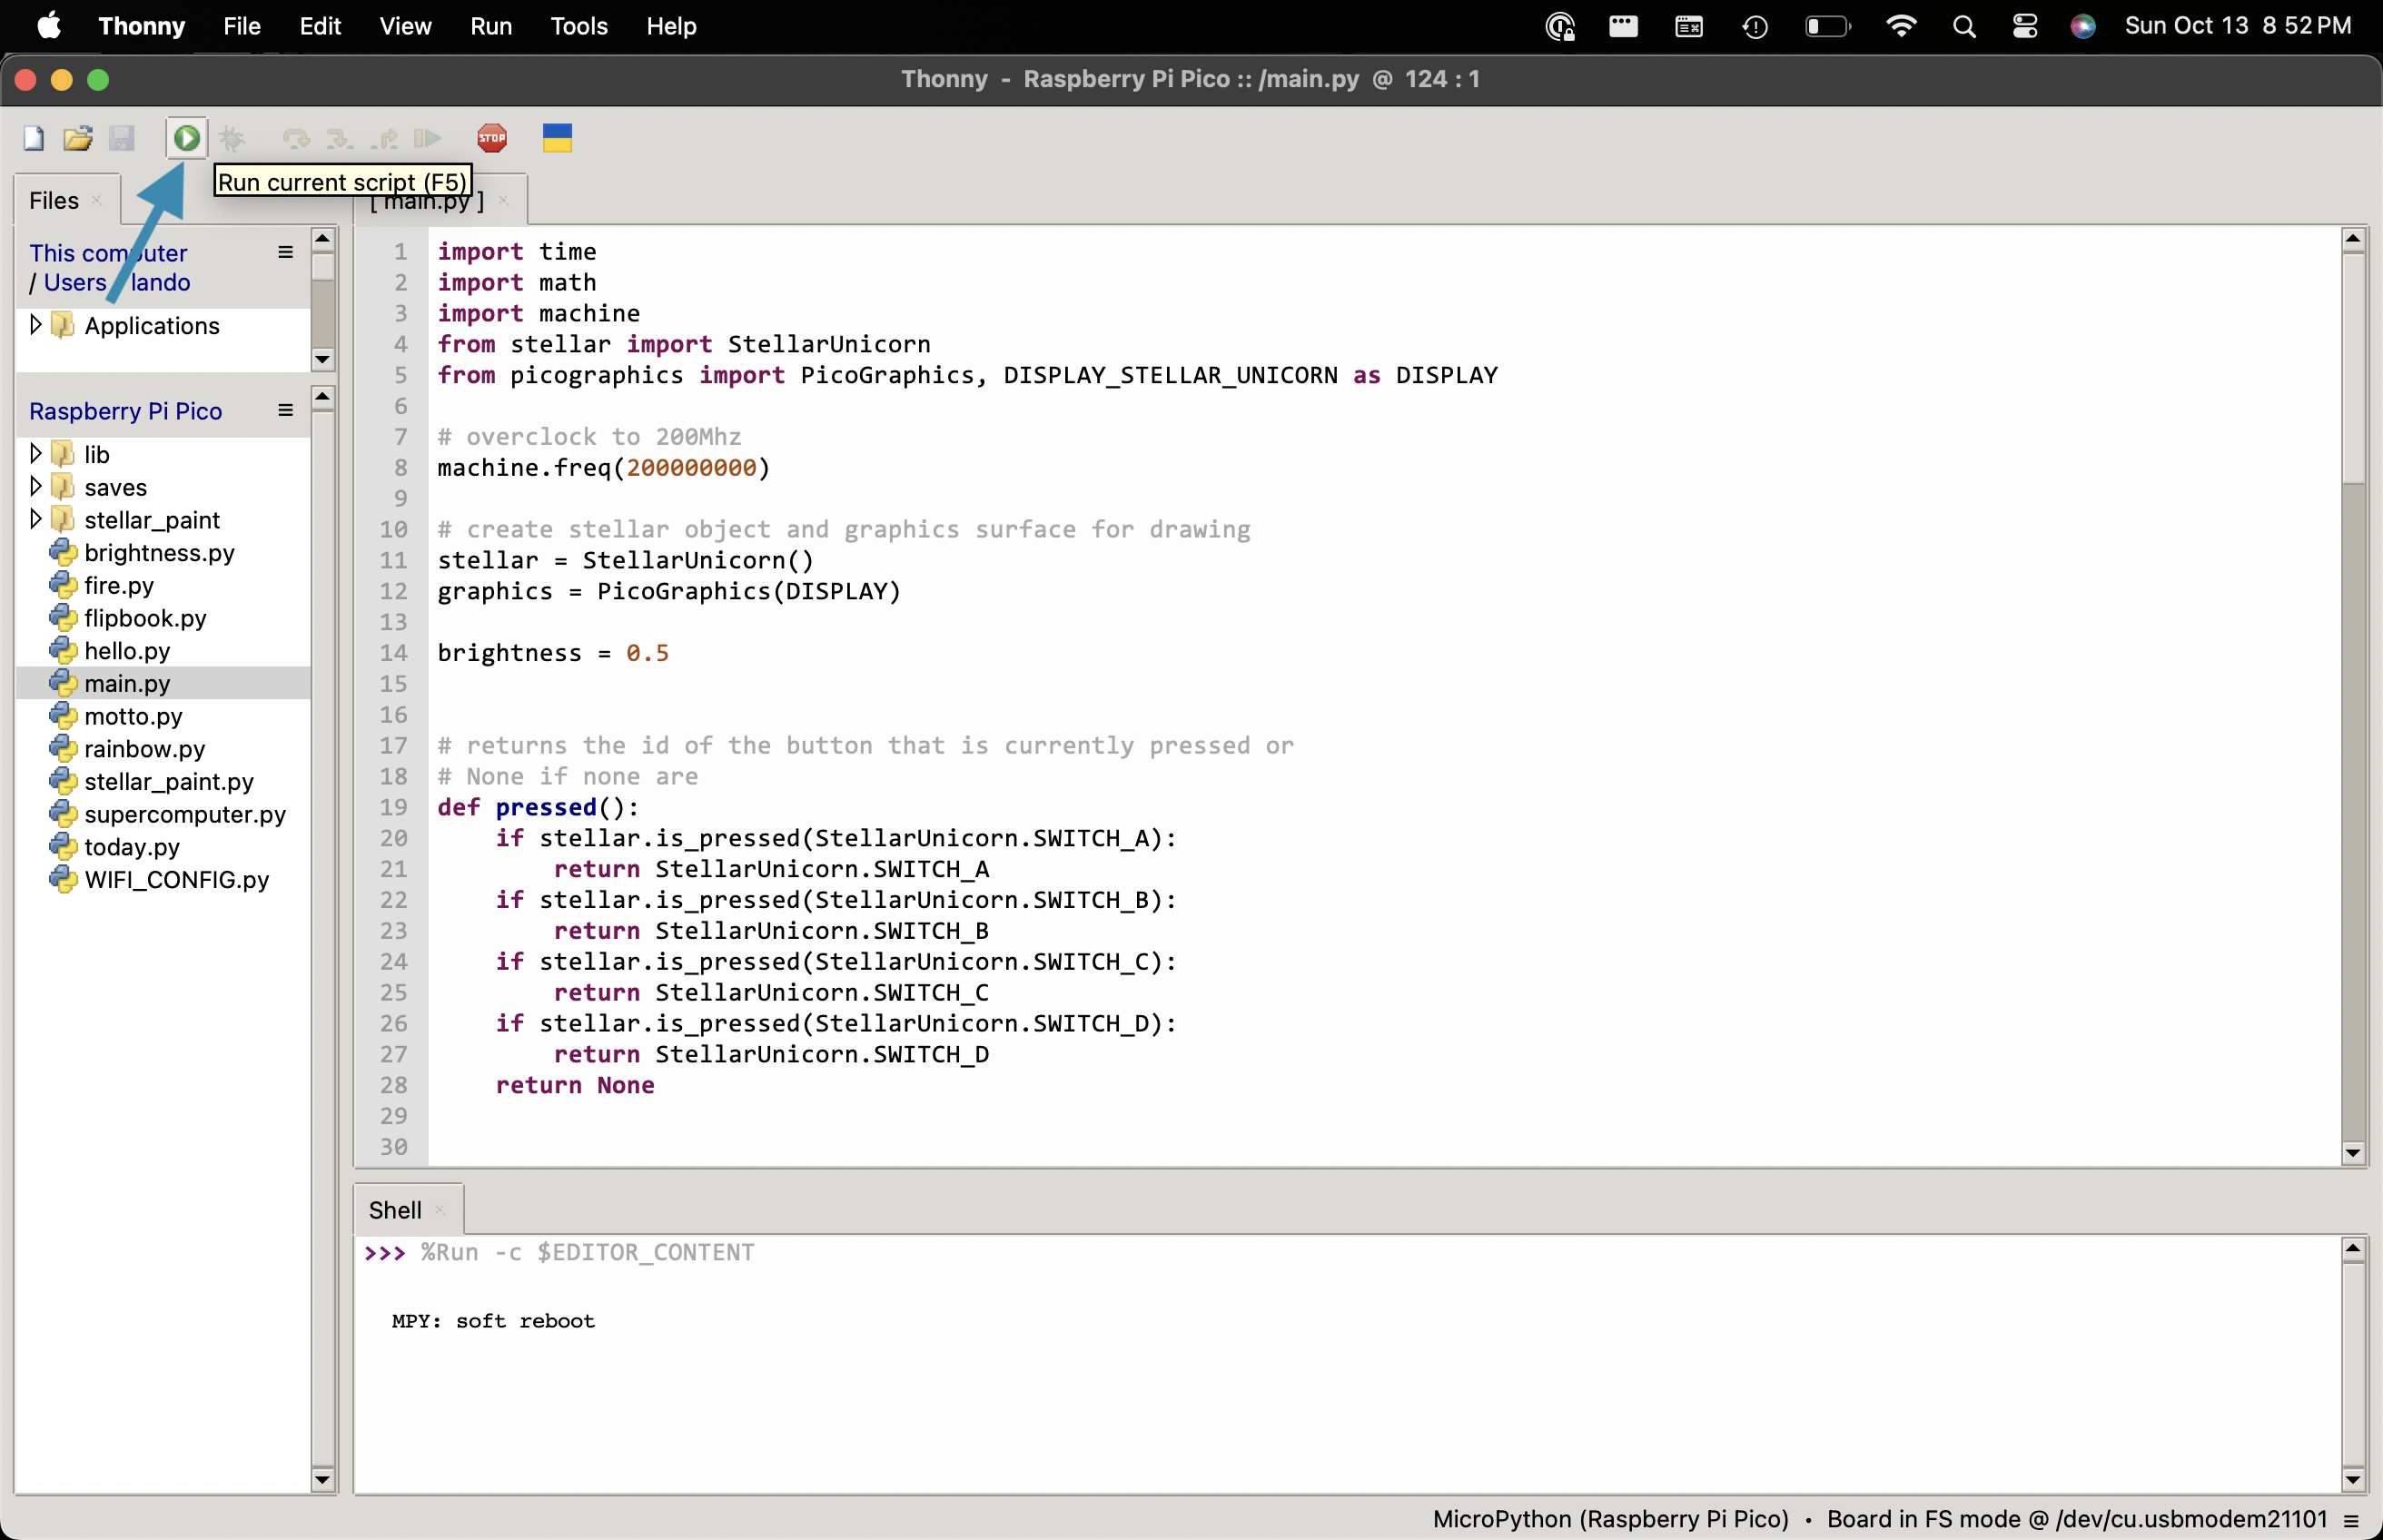 Thonny File Edit View Run Tools Help Sun Oct 13 8 52 PM
Thonny - Raspberry Pi Pico :: /main.py @ 124 : 1
STOP
Run current script (F5)
Files
[ main.py ]
This computer
/ Users / lando
Applications
Raspberry Pi Pico
lib
saves
stellar_paint
brightness.py
fire.py
flipbook.py
hello.py
main.py
motto.py
rainbow.py
stellar_paint.py
supercomputer.py
today.py
WIFI_CONFIG.py
1 import time
2 import math
3 import machine
4 from stellar import StellarUnicorn
5 from picographics import PicoGraphics, DISPLAY_STELLAR_UNICORN as DISPLAY
6
7 # overclock to 200Mhz
8 machine.freq(200000000)
9
10 # create stellar object and graphics surface for drawing
11 stellar = StellarUnicorn()
12 graphics = PicoGraphics(DISPLAY)
13
14 brightness = 0.5
15
16
17 # returns the id of the button that is currently pressed or
18 # None if none are
19 def pressed():
20     if stellar.is_pressed(StellarUnicorn.SWITCH_A):
21         return StellarUnicorn.SWITCH_A
22     if stellar.is_pressed(StellarUnicorn.SWITCH_B):
23         return StellarUnicorn.SWITCH_B
24     if stellar.is_pressed(StellarUnicorn.SWITCH_C):
25         return StellarUnicorn.SWITCH_C
26     if stellar.is_pressed(StellarUnicorn.SWITCH_D):
27         return StellarUnicorn.SWITCH_D
28     return None
29
30
Shell
>>> %Run -c $EDITOR_CONTENT
MPY: soft reboot
MicroPython (Raspberry Pi Pico) • Board in FS mode @ /dev/cu.usbmodem21101